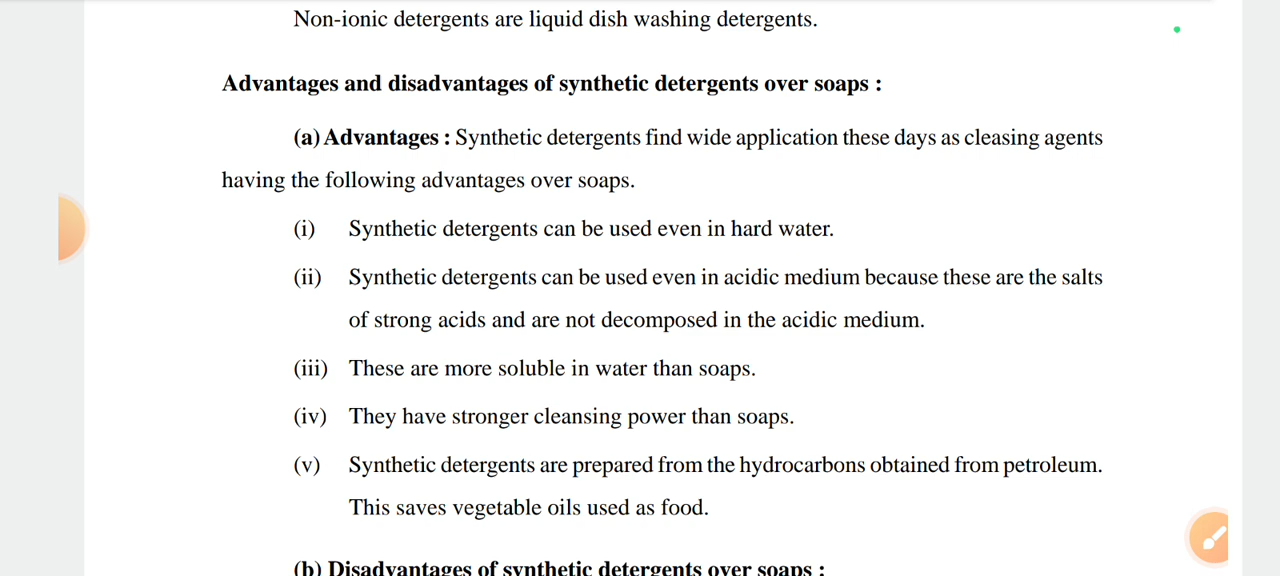 Non-ionic detergents are liquid dish washing detergents.
Advantages and disadvantages of synthetic detergents over soaps :
(a) Advantages : Synthetic detergents find wide application these days as cleasing agents
having the following advantages over soaps.
(i) Synthetic detergents can be used even in hard water.
(ii) Synthetic detergents can be used even in acidic medium because these are the salts
of strong acids and are not decomposed in the acidic medium.
(iii) These are more soluble in water than soaps.
(iv) They have stronger cleansing power than soaps.
(v) Synthetic detergents are prepared from the hydrocarbons obtained from petroleum.
This saves vegetable oils used as food.
(b) Disadvantages of synthetic detergents over soaps :